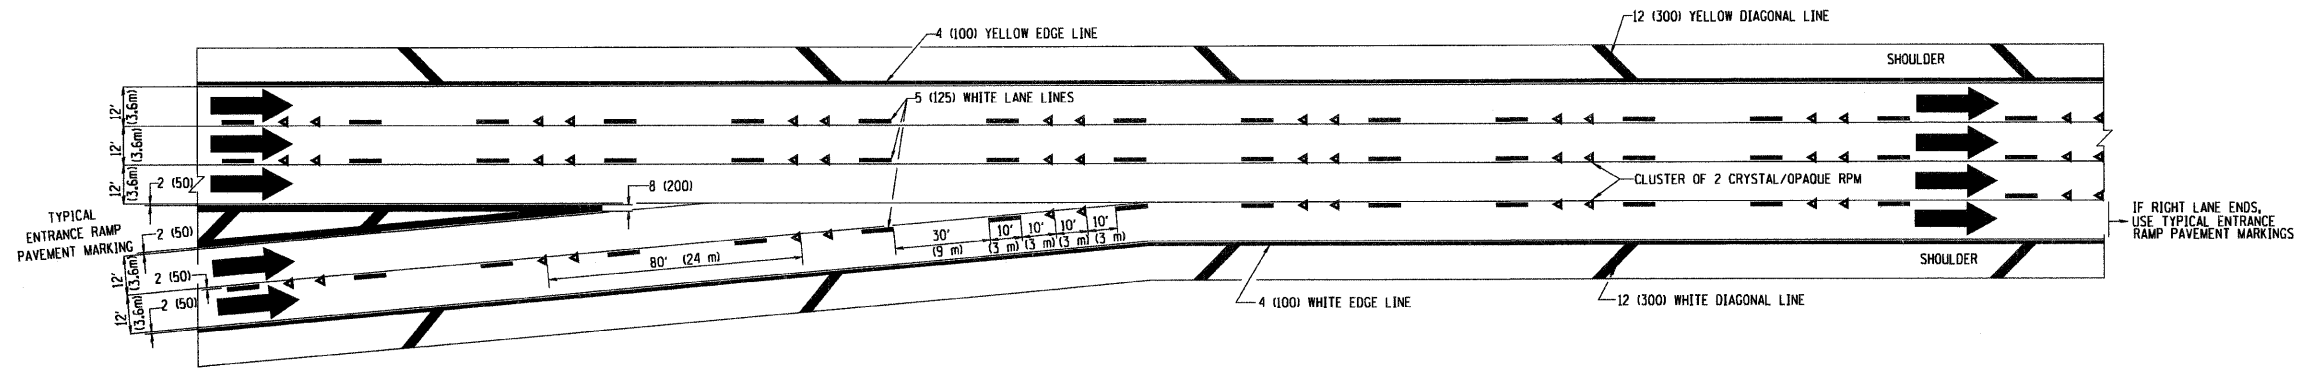 12 (300) YELLOW DIAGONAL LINE
4 (100) YELLOW EDGE LINE
SHOULDER
5 (125) WHITE LANE LINES
12'
(3.6m)
12'
(3.6m)
12'
(3.6m)
2 (50)
8 (200)
CLUSTER OF 2 CRYSTAL/OPAQUE RPM
TYPICAL
ENTRANCE RAMP
PAVEMENT MARKING
IF RIGHT LANE ENDS,
USE TYPICAL ENTRANCE
RAMP PAVEMENT MARKINGS
2 (50)
30'
(9 m)
10'
(3 m)
10'
(3 m)
10'
(3 m)
10'
(3 m)
80' (24 m)
SHOULDER
12'
(3.6m)
2 (50)
12'
(3.6m)
2 (50)
4 (100) WHITE EDGE LINE
12 (300) WHITE DIAGONAL LINE